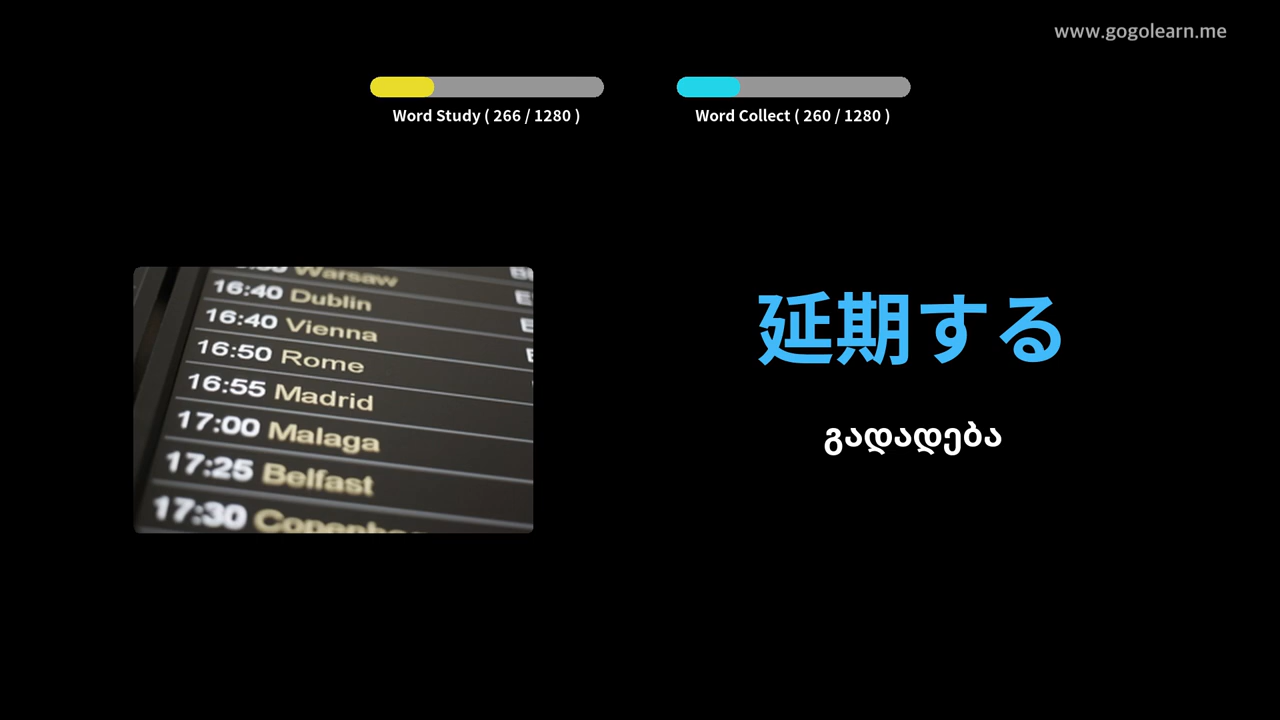 www.gogolearn.me
Word Study ( 266 / 1280 )
Word Collect ( 260 / 1280 )
Warsaw
16:40 Dublin
16:40 Vienna
16:50 Rome
16:55 Madrid
17:00 Malaga
17:25 Belfast
17:30
延期する
გადადება